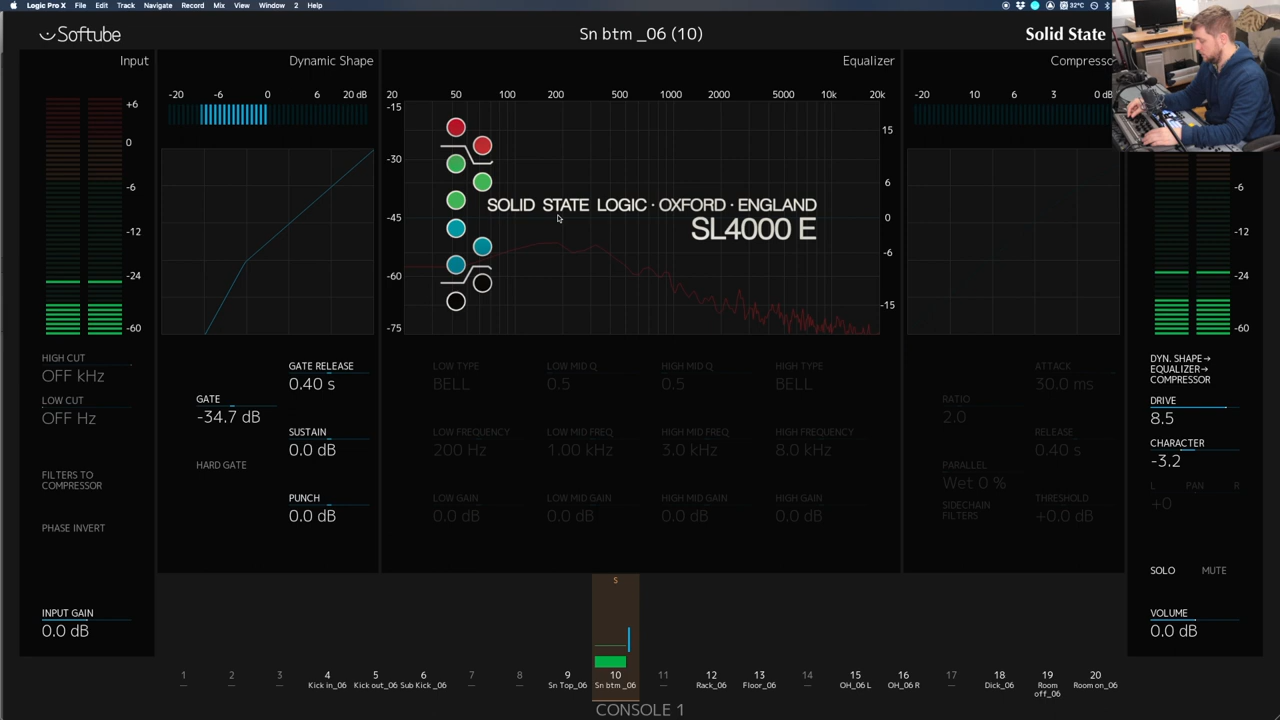 Logic Pro X File Edit Track Navigate Record Mix View Window 2 Help
32°C
Softube
Sn btm _06 (10)
Solid State
Input
Dynamic Shape
Equalizer
Compresso
-20 -6 0 6 20 dB
20 50 100 200 500 1000 2000 5000 10k 20k
-20 10 6 3 0 dB
+6
0
-6
-12
-24
-60
-15
-30
-45
-60
-75
15
6
0
-6
-15
-6
-12
-24
-60
SOLID STATE LOGIC · OXFORD · ENGLAND
SL4000 E
HIGH CUT
OFF kHz
LOW CUT
OFF Hz
FILTERS TO
COMPRESSOR
PHASE INVERT
INPUT GAIN
0.0 dB
GATE RELEASE
0.40 s
GATE
-34.7 dB
SUSTAIN
0.0 dB
HARD GATE
PUNCH
0.0 dB
LOW TYPE
BELL
LOW MID Q
0.5
HIGH MID Q
0.5
HIGH TYPE
BELL
LOW FREQUENCY
200 Hz
LOW MID FREQ
1.00 kHz
HIGH MID FREQ
3.0 kHz
HIGH FREQUENCY
8.0 kHz
LOW GAIN
0.0 dB
LOW MID GAIN
0.0 dB
HIGH MID GAIN
0.0 dB
HIGH GAIN
0.0 dB
ATTACK
30.0 ms
RATIO
2.0
RELEASE
0.40 s
PARALLEL
Wet 0 %
SIDECHAIN
FILTERS
THRESHOLD
+0.0 dB
DYN. SHAPE→
EQUALIZER→
COMPRESSOR
DRIVE
8.5
CHARACTER
-3.2
L PAN R
+0
SOLO MUTE
VOLUME
0.0 dB
S
1 2 3 4 5 6 7 8 9 10 11 12 13 14 15 16 17 18 19 20
— — — Kick in_06 Kick out_06 Sub Kick _06 — — Sn Top_06 Sn btm _06 — Rack_06 Floor_06 — OH_06 L OH_06 R — Dick_06 Room off_06 Room on_06
CONSOLE 1